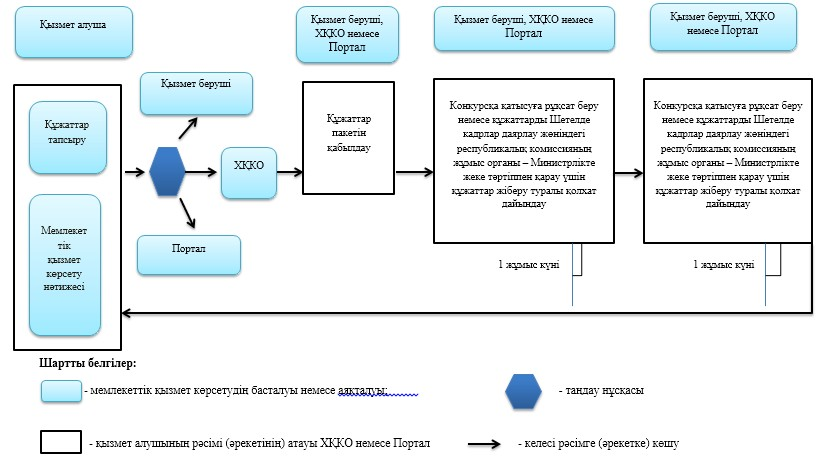 Қызмет алуша
Қызмет беруші,
ХҚКО немесе
Портал
Қызмет беруші, ХҚКО немесе
Портал
Қызмет беруші, ХҚКО
немесе Портал
Құжаттар
тапсыру
Мемлекет
тік
қызмет
көрсету
нәтижесі
Қызмет беруші
ХҚКО
Портал
Құжаттар
пакетін
қабылдау
Конкурсқа қатысуға рұқсат беру
немесе құжаттарды Шетелде
кадрлар даярлау жөніндегі
республикалық комиссияның
жұмыс органы – Министрлікте
жеке тәртіппен қарау үшін
құжаттар жіберу туралы қолхат
дайындау
Конкурсқа қатысуға рұқсат беру
немесе құжаттарды Шетелде
кадрлар даярлау жөніндегі
республикалық комиссияның
жұмыс органы – Министрлікте
жеке тәртіппен қарау үшін
құжаттар жіберу туралы қолхат
дайындау
1 жұмыс күні
1 жұмыс күні
Шартты белгілер:
- мемлекеттік қызмет көрсетудің басталуы немесе аяқталуы;
- таңдау нұсқасы
- қызмет алушының рәсімі (әрекетінің) атауы ХҚКО немесе Портал
- келесі рәсімге (әрекетке) көшу